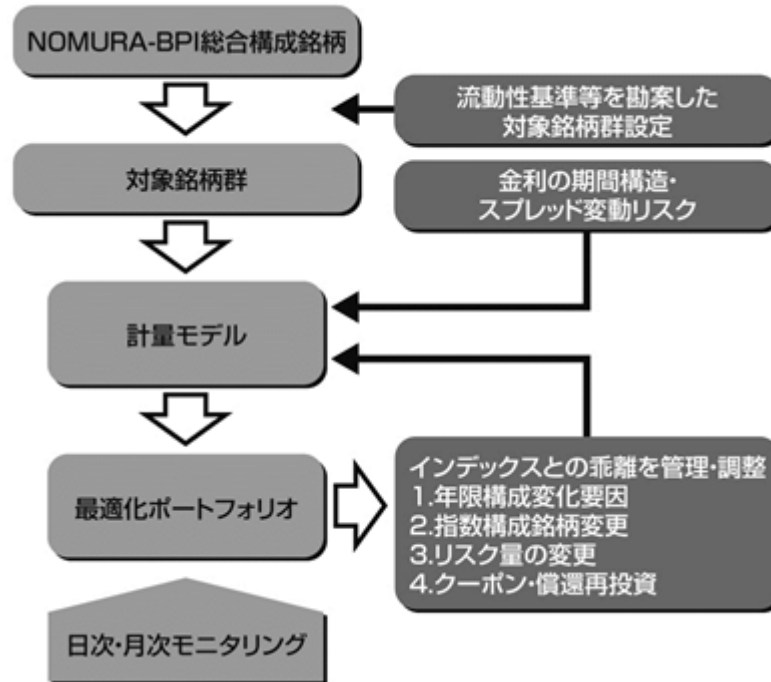 NOMURA-BPI総合構成銘柄
流動性基準等を勘案した
対象銘柄群設定
対象銘柄群
金利の期間構造・
スプレッド変動リスク
計量モデル
最適化ポートフォリオ
インデックスとの乖離を管理・調整
1.年限構成変化要因
2.指数構成銘柄変更
3.リスク量の変更
4.クーポン・償還再投資
日次・月次モニタリング